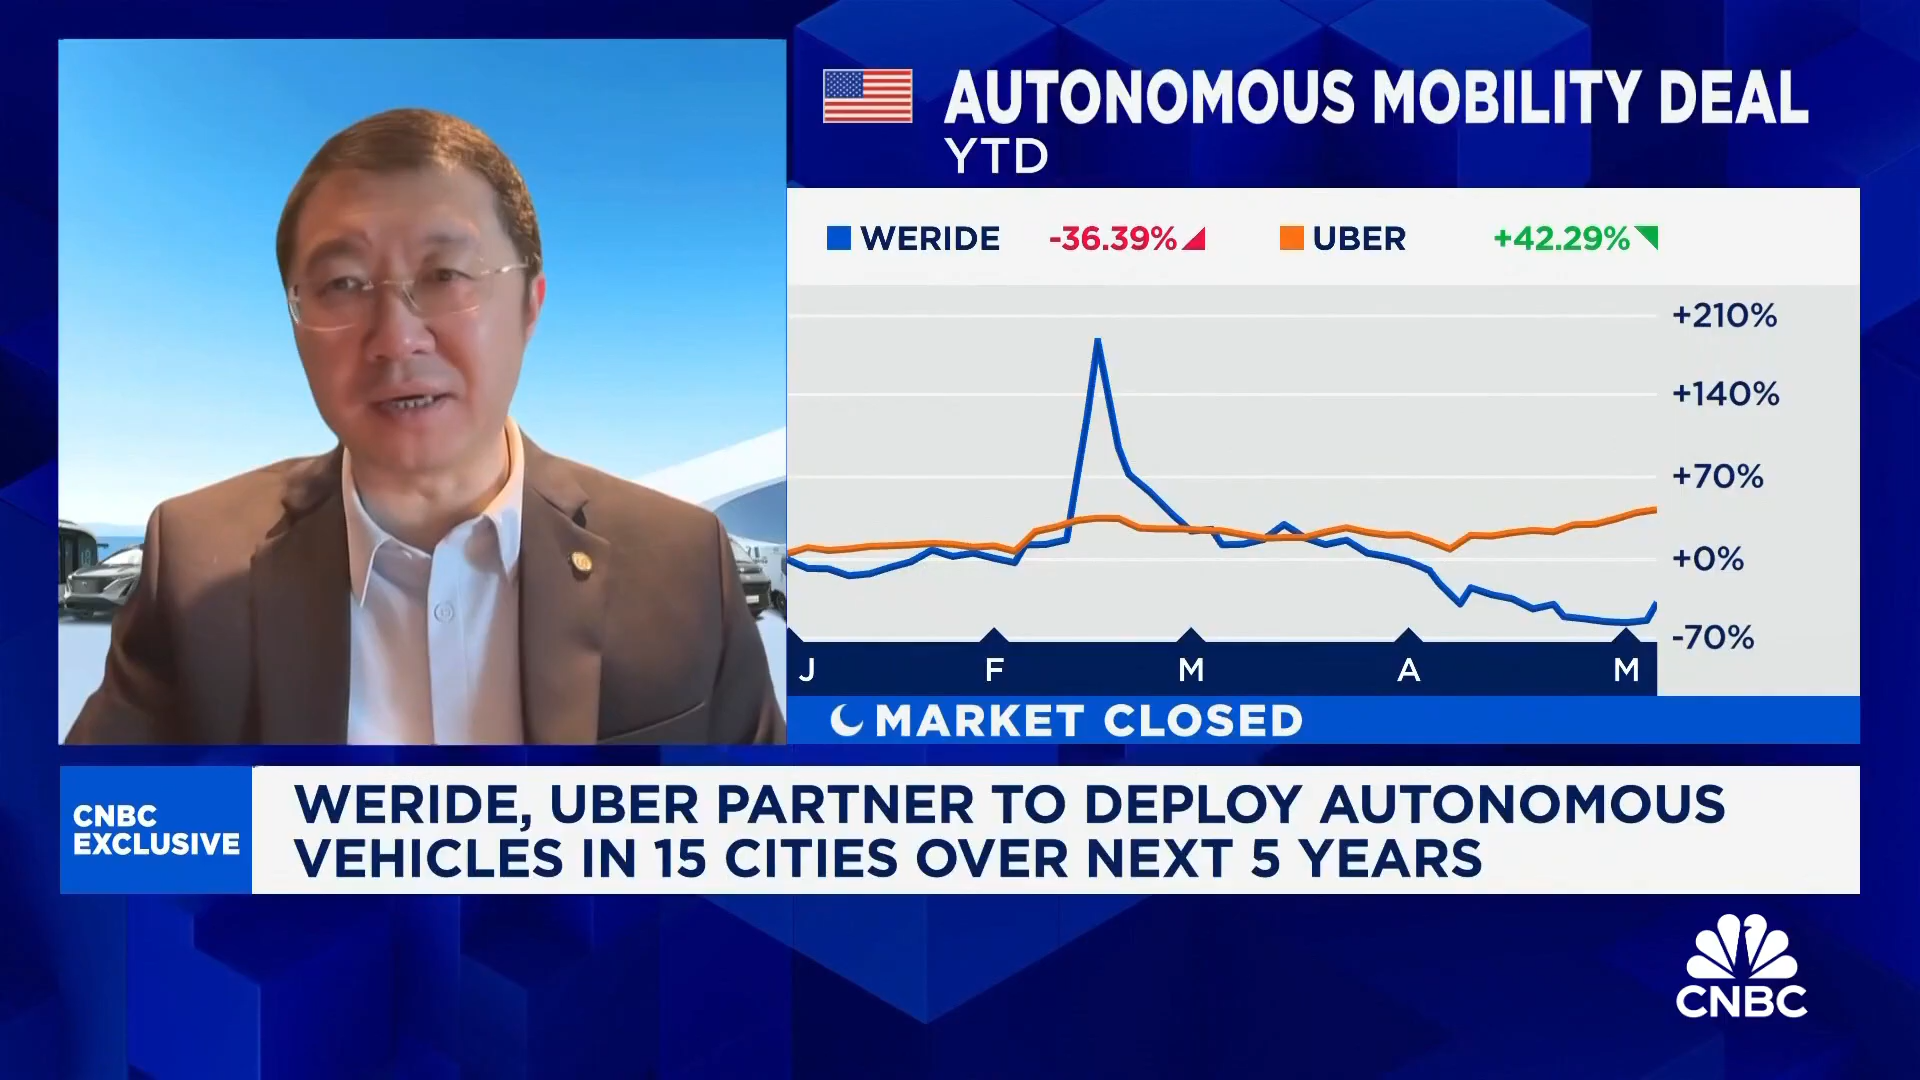 AUTONOMOUS MOBILITY DEAL
YTD
WERIDE -36.39% UBER +42.29%
+210%
+140%
+70%
+0%
-70%
J F M A M
MARKET CLOSED
CNBC
EXCLUSIVE
WERIDE, UBER PARTNER TO DEPLOY AUTONOMOUS
VEHICLES IN 15 CITIES OVER NEXT 5 YEARS
CNBC